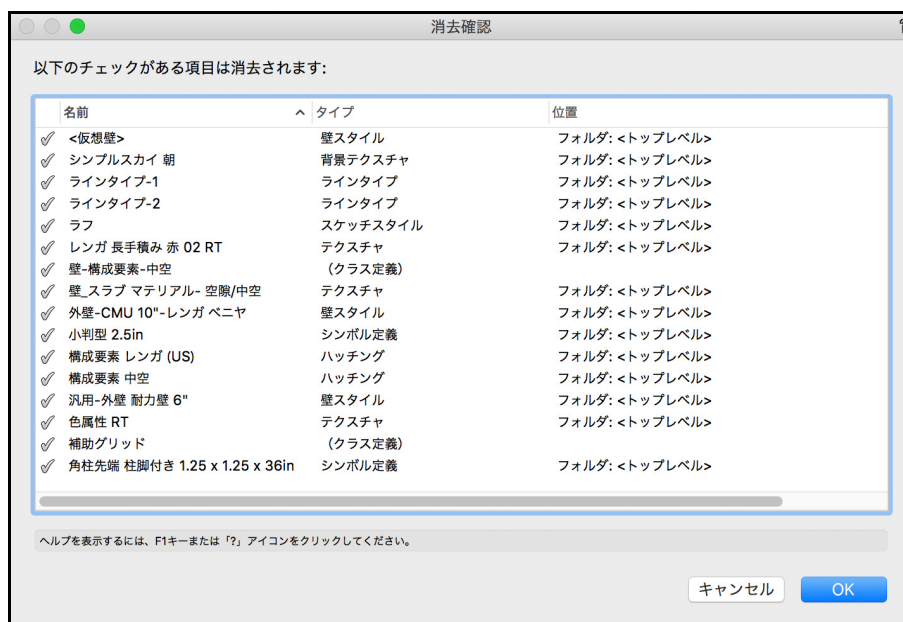 消去確認
以下のチェックがある項目は消去されます:
名前 タイプ 位置
<仮想壁> 壁スタイル フォルダ: <トップレベル>
シンプルスカイ 朝 背景テクスチャ フォルダ: <トップレベル>
ラインタイプ-1 ラインタイプ フォルダ: <トップレベル>
ラインタイプ-2 ラインタイプ フォルダ: <トップレベル>
ラフ スケッチスタイル フォルダ: <トップレベル>
レンガ 長手積み 赤 02 RT テクスチャ フォルダ: <トップレベル>
壁-構成要素-中空 （クラス定義）
壁_スラブ マテリアル- 空隙/中空 テクスチャ フォルダ: <トップレベル>
外壁-CMU 10"-レンガ ベニヤ 壁スタイル フォルダ: <トップレベル>
小判型 2.5in シンボル定義 フォルダ: <トップレベル>
構成要素 レンガ (US) ハッチング フォルダ: <トップレベル>
構成要素 中空 ハッチング フォルダ: <トップレベル>
汎用-外壁 耐力壁 6" 壁スタイル フォルダ: <トップレベル>
色属性 RT テクスチャ フォルダ: <トップレベル>
補助グリッド （クラス定義）
角柱先端 柱脚付き 1.25 x 1.25 x 36in シンボル定義 フォルダ: <トップレベル>
ヘルプを表示するには、F1キーまたは「?」アイコンをクリックしてください。
キャンセル OK